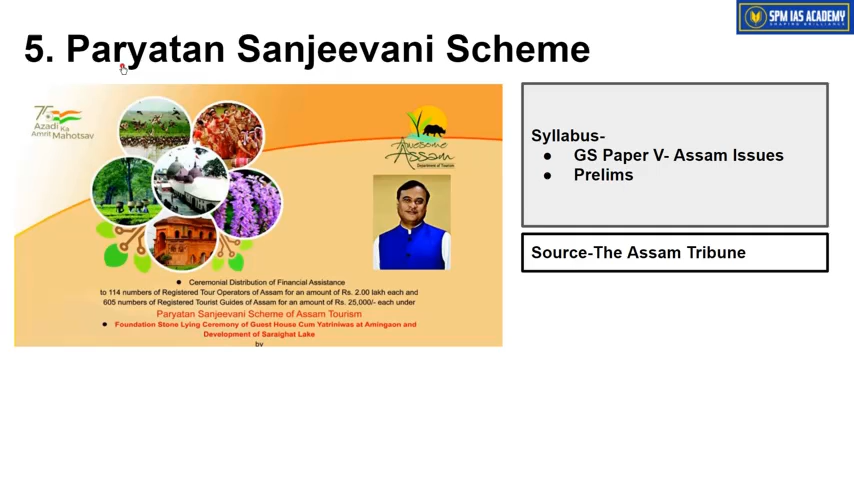 SPM IAS ACADEMY
SHAPING BRILLIANCE
5. Paryatan Sanjeevani Scheme
75
Azadi Ka
Amrit Mahotsav
Awesome
Assam
Department of Tourism
● Ceremonial Distribution of Financial Assistance
to 114 numbers of Registered Tour Operators of Assam for an amount of Rs. 2.00 lakh each and
605 numbers of Registered Tourist Guides of Assam for an amount of Rs. 25,000/- each under
Paryatan Sanjeevani Scheme of Assam Tourism
● Foundation Stone Lying Ceremony of Guest House Cum Yatriniwas at Amingaon and
Development of Saraighat Lake
by
Syllabus-
● GS Paper V- Assam Issues
● Prelims
Source-The Assam Tribune